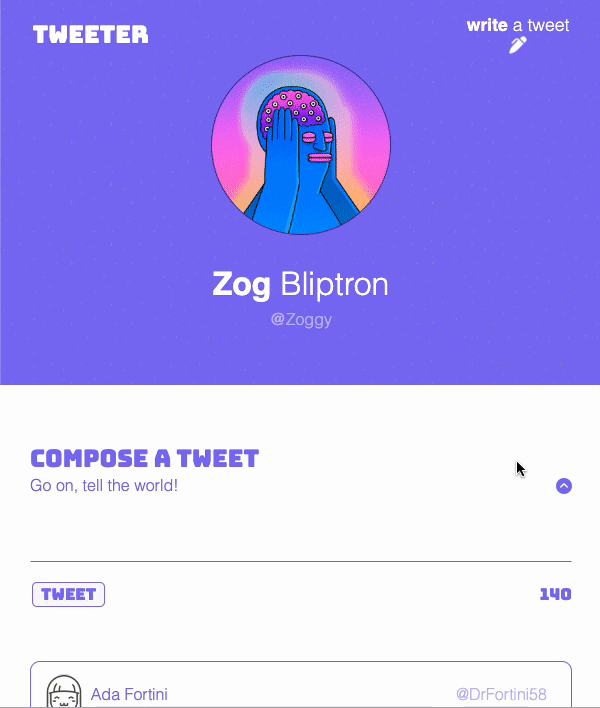 TWEETER
write a tweet
Zog Bliptron
@Zoggy
COMPOSE A TWEET
Go on, tell the world!
TWEET
140
Ada Fortini
@DrFortini58